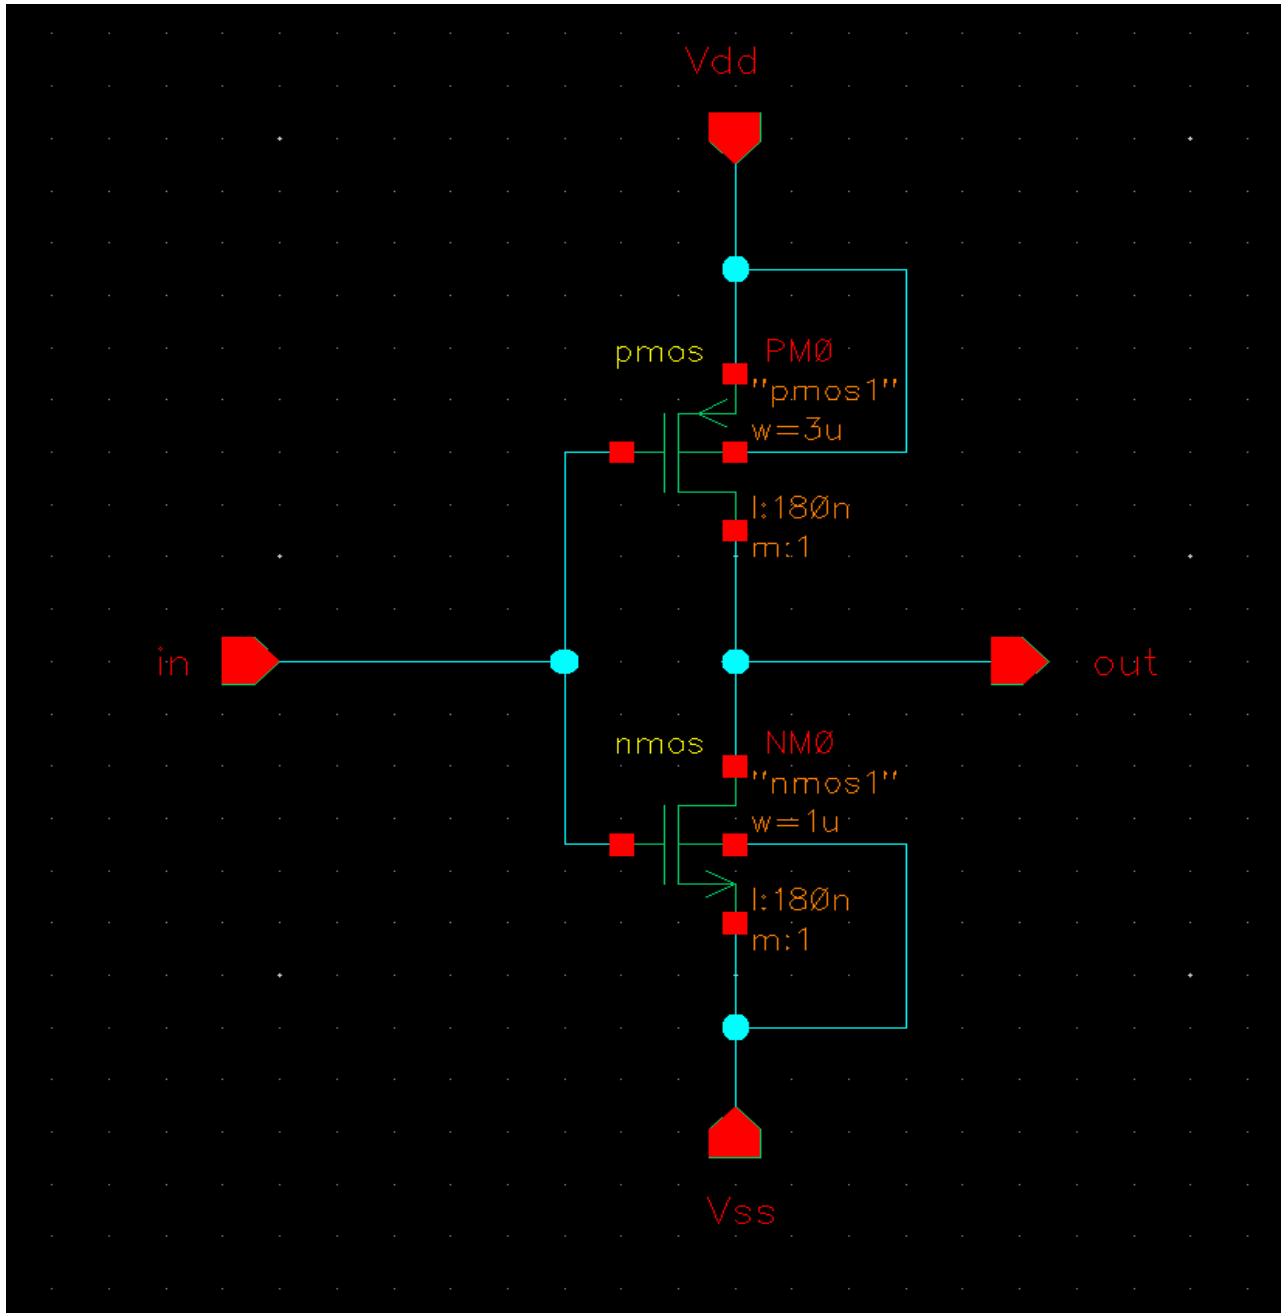 Vdd
pmos PM0
"pmos1"
w=3u
l:180n
m:1
in
out
nmos NM0
"nmos1"
w=1u
l:180n
m:1
Vss